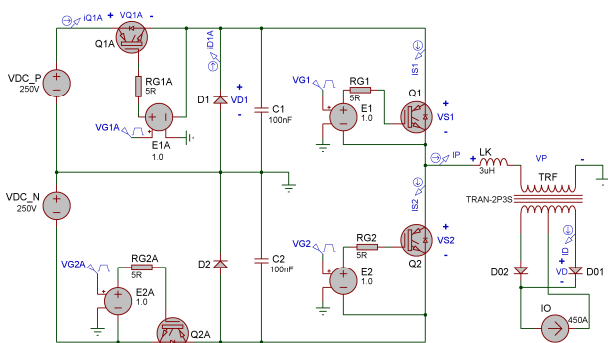 iQ1A + VQ1A -
Q1A
VDC_P
250V
RG1A
5R
VG1A
E1A
1.0
iD1A
D1
+
VD1
-
C1
100nF
VG1
RG1
5R
E1
1.0
IS1
Q1
+
VS1
-
IP
+
LK
3uH
VP
-
TRF
TRAN-2P3S
VDC_N
250V
VG2A
RG2A
5R
E2A
1.0
Q2A
D2
C2
100nF
VG2
RG2
5R
E2
1.0
IS2
+
VS2
-
Q2
ID
D02
+
VD
-
D01
IO
450A